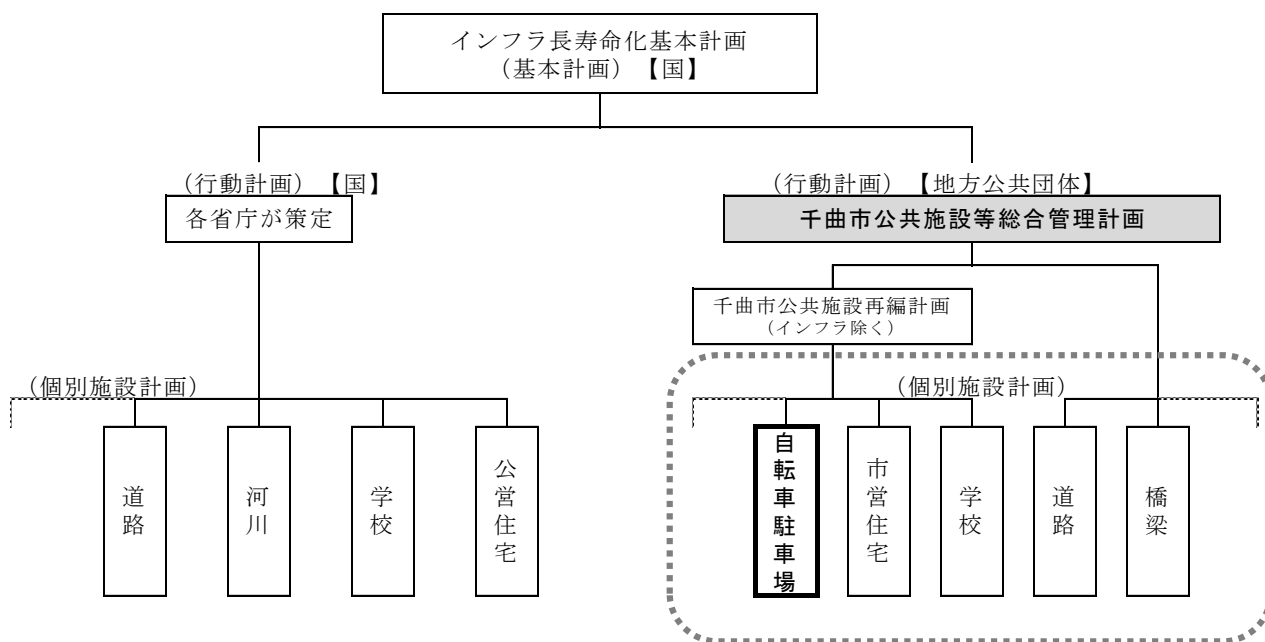 インフラ長寿命化基本計画
（基本計画）【国】
（行動計画）【国】
各省庁が策定
（行動計画）【地方公共団体】
千曲市公共施設等総合管理計画
千曲市公共施設再編計画
（インフラ除く）
（個別施設計画）
道路
河川
学校
公営住宅
（個別施設計画）
自転車駐車場
市営住宅
学校
道路
橋梁